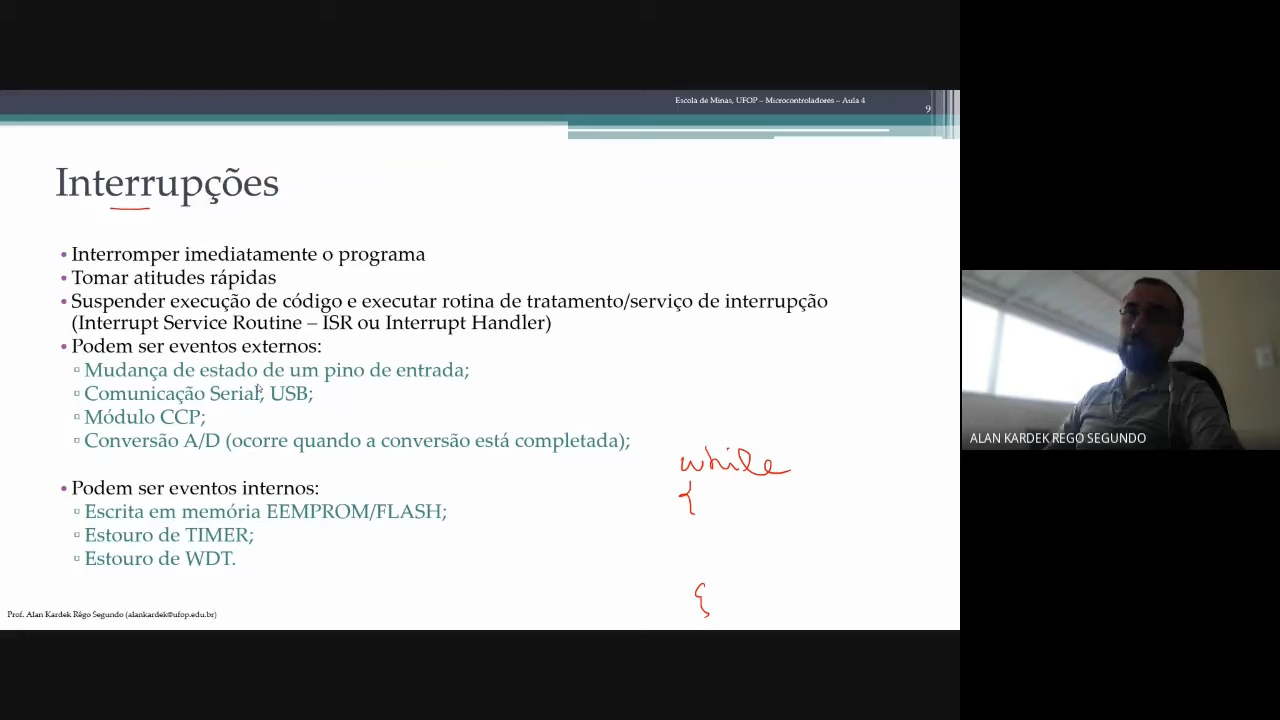 Escola de Minas, UFOP – Microcontroladores – Aula 4
9
Interrupções
• Interromper imediatamente o programa
• Tomar atitudes rápidas
• Suspender execução de código e executar rotina de tratamento/serviço de interrupção
(Interrupt Service Routine – ISR ou Interrupt Handler)
• Podem ser eventos externos:
▫ Mudança de estado de um pino de entrada;
▫ Comunicação Serial, USB;
▫ Módulo CCP;
▫ Conversão A/D (ocorre quando a conversão está completada);
• Podem ser eventos internos:
▫ Escrita em memória EEMPROM/FLASH;
▫ Estouro de TIMER;
▫ Estouro de WDT.
while
{
{
Prof. Alan Kardek Rêgo Segundo (alankardek@ufop.edu.br)
ALAN KARDEK REGO SEGUNDO